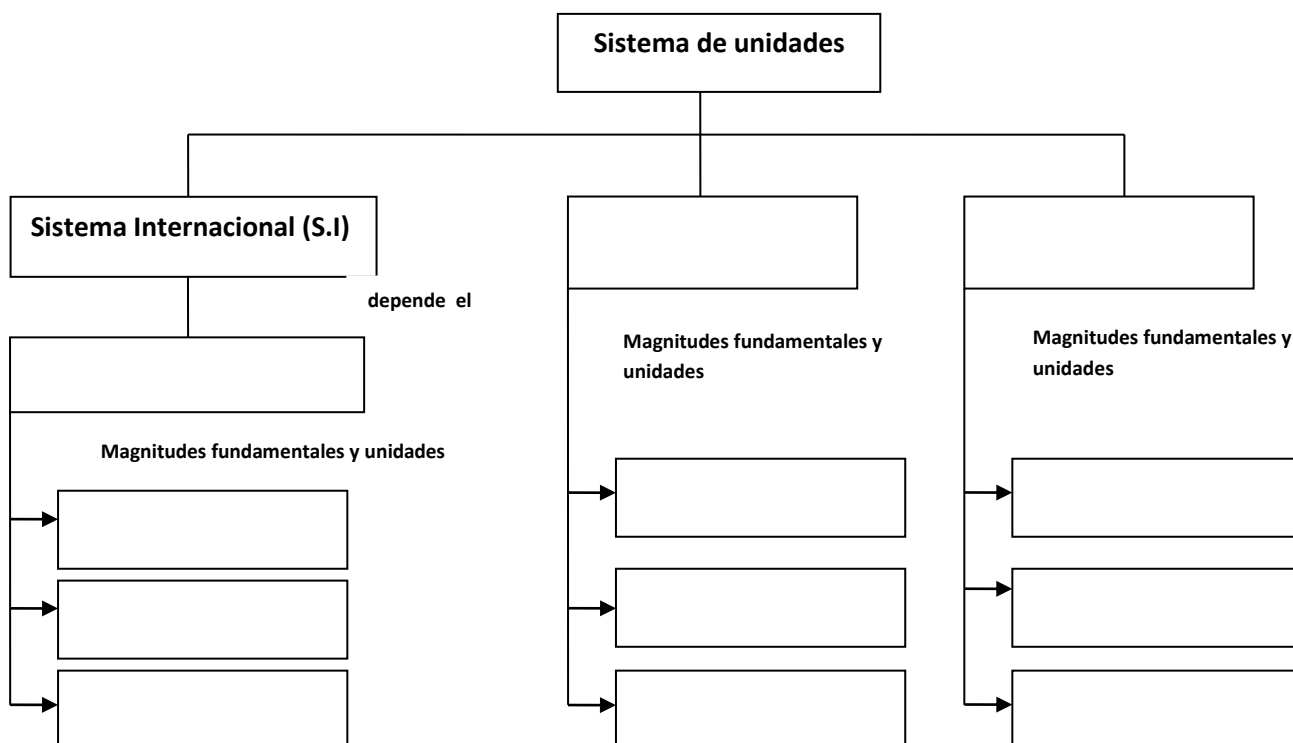 Sistema de unidades
Sistema Internacional (S.I)
depende el
Magnitudes fundamentales y
unidades
Magnitudes fundamentales y
unidades
Magnitudes fundamentales y unidades